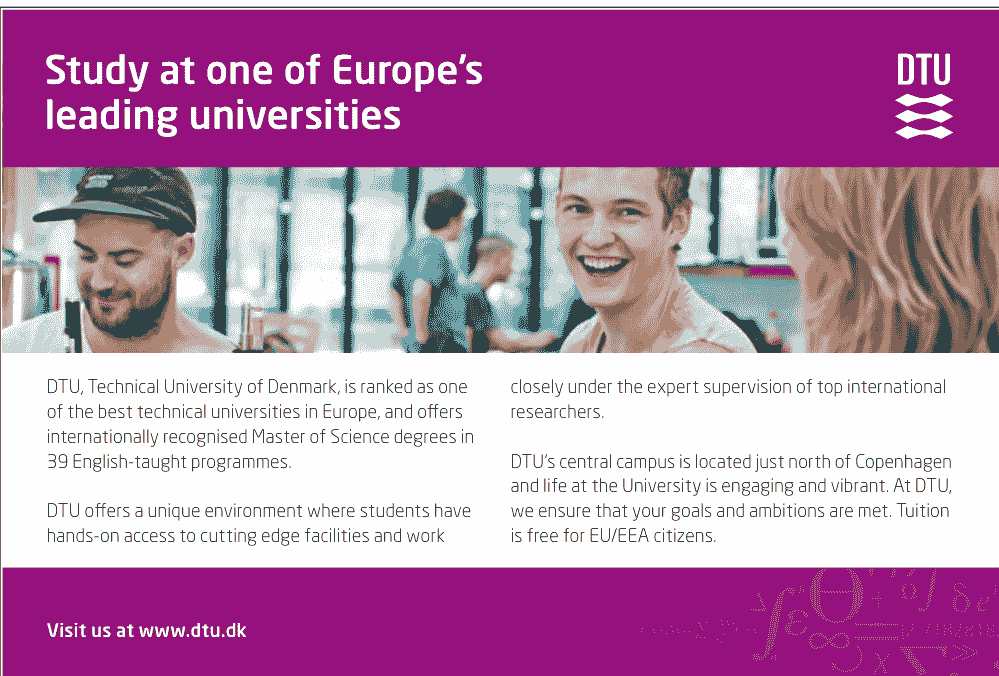 Study at one of Europe's
leading universities
DTU
DTU, Technical University of Denmark, is ranked as one
of the best technical universities in Europe, and offers
internationally recognised Master of Science degrees in
39 English-taught programmes.
DTU offers a unique environment where students have
hands-on access to cutting edge facilities and work
closely under the expert supervision of top international
researchers.
DTU's central campus is located just north of Copenhagen
and life at the University is engaging and vibrant. At DTU,
we ensure that your goals and ambitions are met. Tuition
is free for EU/EEA citizens.
Visit us at www.dtu.dk